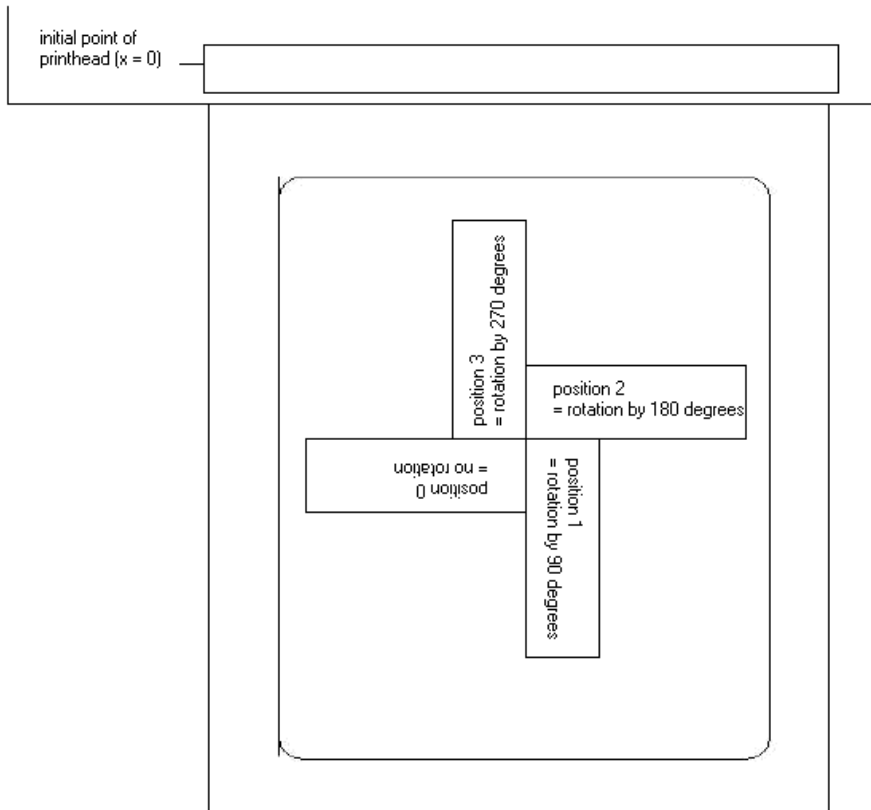 initial point of
printhead (x = 0)
position 3
= rotation by 270 degrees
position 2
= rotation by 180 degrees
position 0
= no rotation
position 1
= rotation by 90 degrees